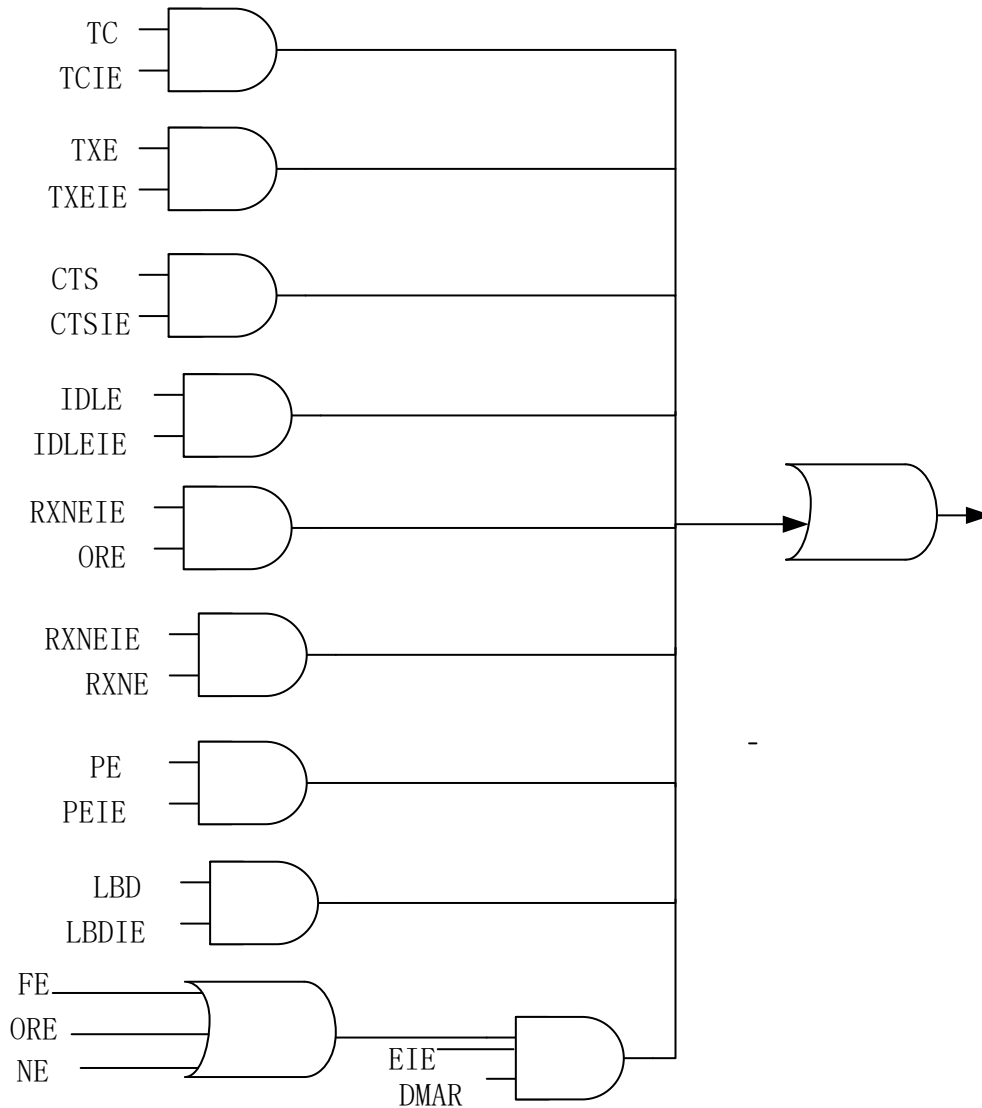 TC
TCIE
TXE
TXEIE
CTS
CTSIE
IDLE
IDLEIE
RXNEIE
ORE
RXNEIE
RXNE
PE
PEIE
LBD
LBDIE
FE
ORE
NE
EIE
DMAR
-